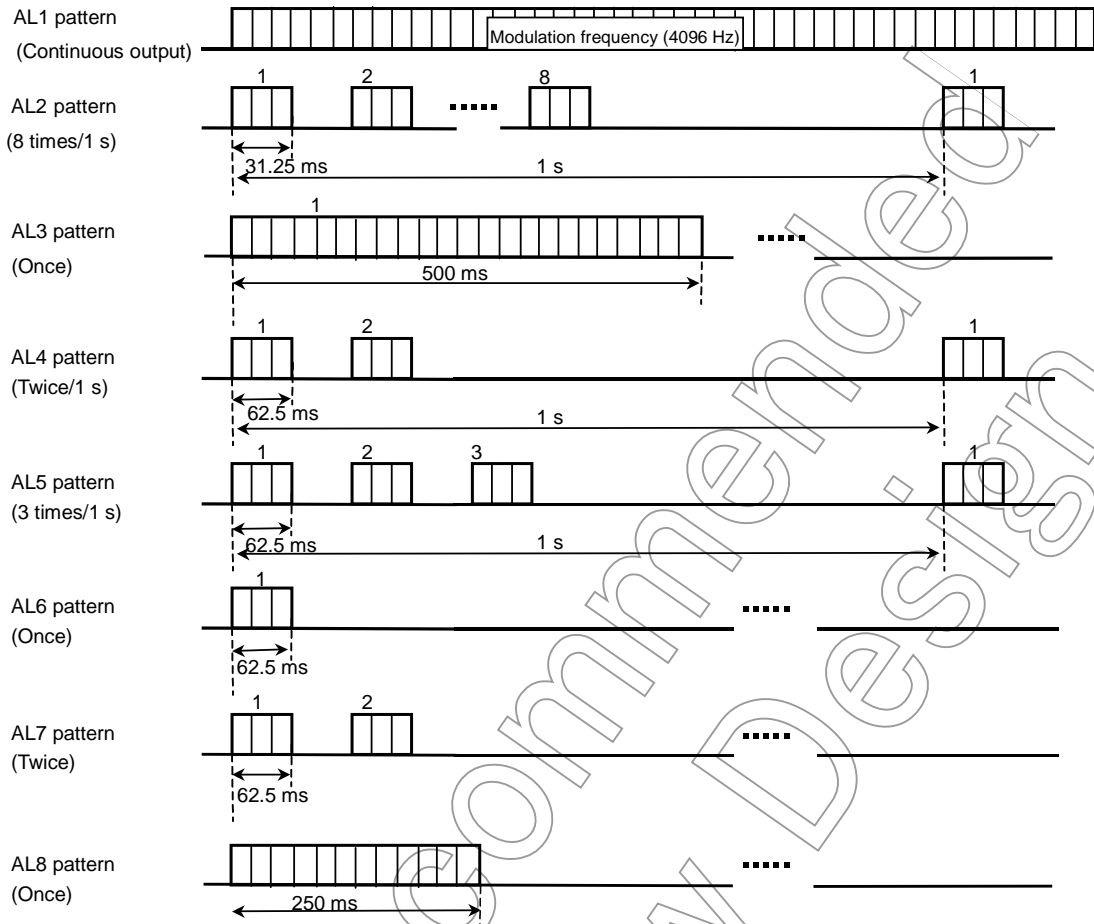 AL1 pattern
(Continuous output)
Modulation frequency (4096 Hz)
AL2 pattern
(8 times/1 s)
1
2
8
1
31.25 ms
1 s
AL3 pattern
(Once)
1
500 ms
AL4 pattern
(Twice/1 s)
1
2
1
62.5 ms
1 s
AL5 pattern
(3 times/1 s)
1
2
3
1
62.5 ms
1 s
AL6 pattern
(Once)
1
62.5 ms
AL7 pattern
(Twice)
1
2
62.5 ms
AL8 pattern
(Once)
250 ms
commended
w Design